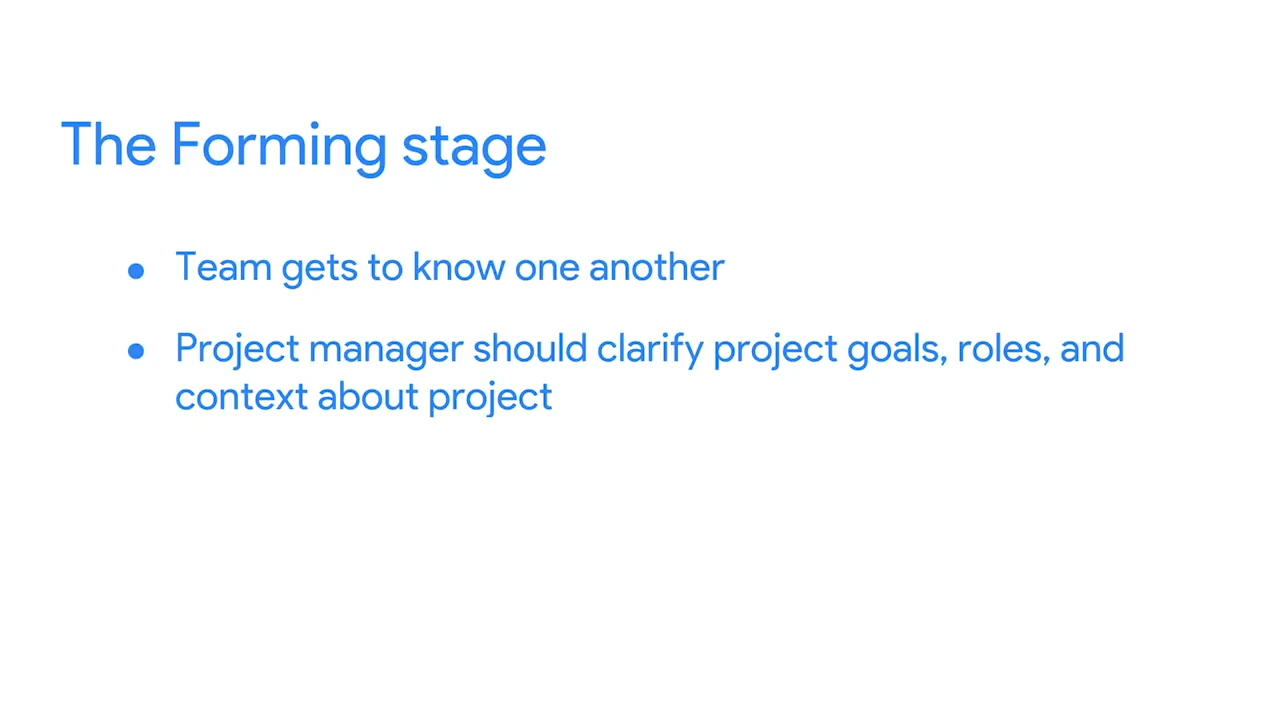 The Forming stage
● Team gets to know one another
● Project manager should clarify project goals, roles, and
context about project